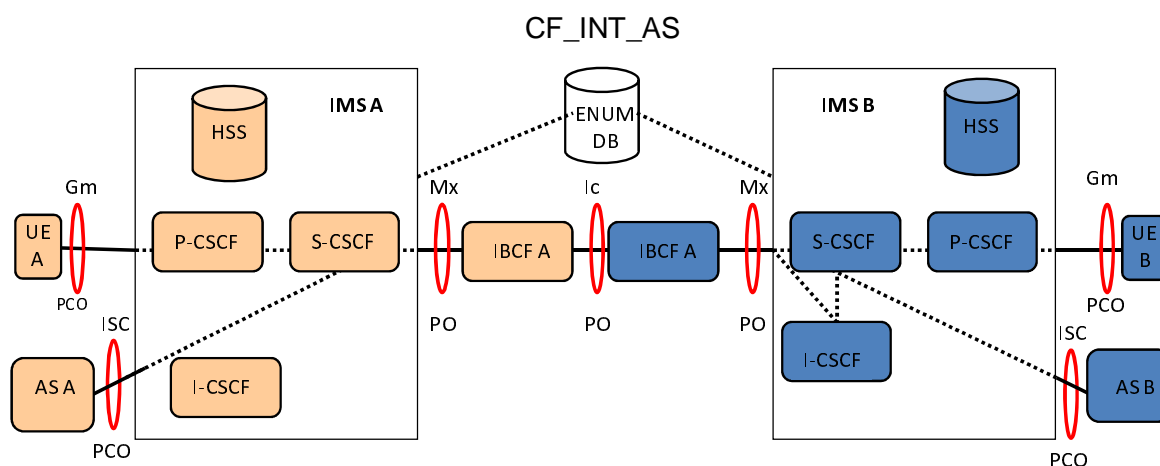 CF_INT_AS
IMS A
IMS B
HSS
ENUM
DB
HSS
Gm
Mx
Ic
Mx
Gm
UE
A
P-CSCF
S-CSCF
IBCF A
IBCF A
S-CSCF
P-CSCF
UE
B
PCO
PO
PO
PO
PCO
ISC
ISC
AS A
I-CSCF
I-CSCF
AS B
PCO
PCO